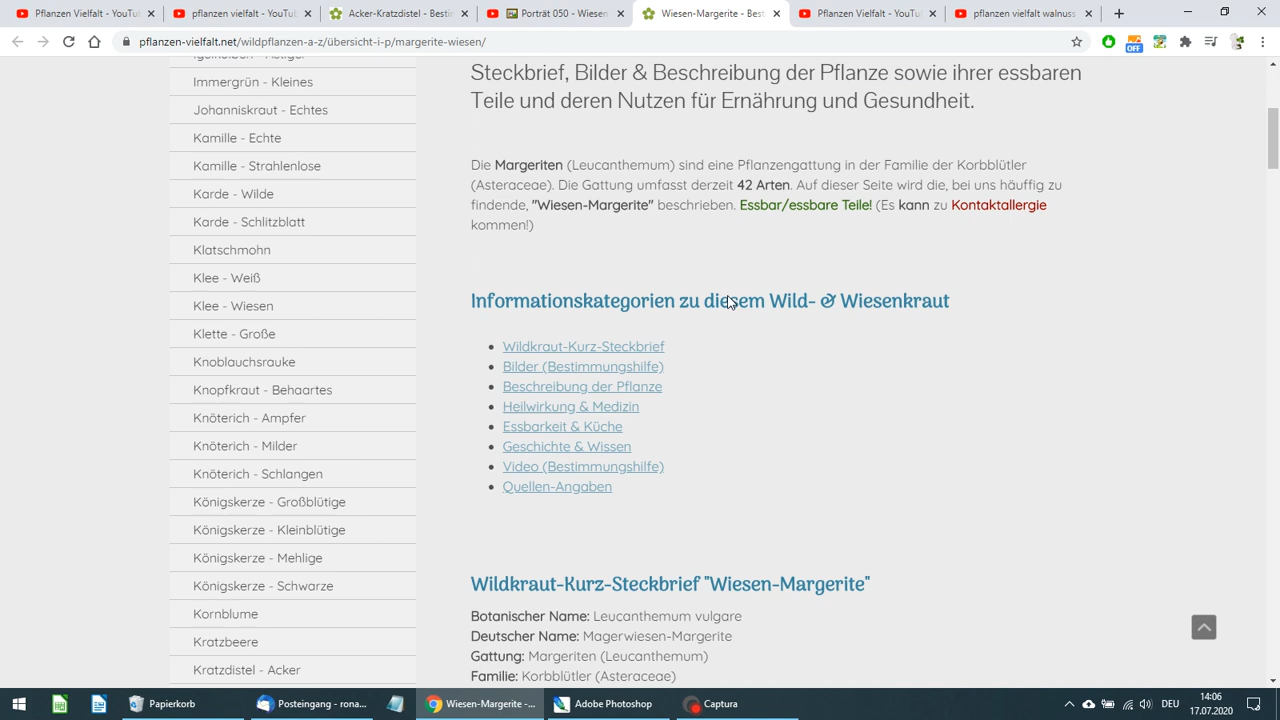 Pflanzen Vielfalt - YouTu
pflanzen vielfalt - YouTube
Acker-Kratzdistel - Bestim
Porträt 050 - Wiesen
Wiesen-Margerite - Best
Pflanzen Vielfalt - YouTu
pflanzen vielfalt walnuss
pflanzen-vielfalt.net/wildpflanzen-a-z/übersicht-i-p/margerite-wiesen/
OFF
Immergrün - Kleines
Johanniskraut - Echtes
Kamille - Echte
Kamille - Strahlenlose
Karde - Wilde
Karde - Schlitzblatt
Klatschmohn
Klee - Weiß
Klee - Wiesen
Klette - Große
Knoblauchsrauke
Knopfkraut - Behaartes
Knöterich - Ampfer
Knöterich - Milder
Knöterich - Schlangen
Königskerze - Großblütige
Königskerze - Kleinblütige
Königskerze - Mehlige
Königskerze - Schwarze
Kornblume
Kratzbeere
Kratzdistel - Acker
Steckbrief, Bilder & Beschreibung der Pflanze sowie ihrer essbaren
Teile und deren Nutzen für Ernährung und Gesundheit.
Die Margeriten (Leucanthemum) sind eine Pflanzengattung in der Familie der Korbblütler
(Asteraceae). Die Gattung umfasst derzeit 42 Arten. Auf dieser Seite wird die, bei uns häufig zu
findende, "Wiesen-Margerite" beschrieben. Essbar/essbare Teile! (Es kann zu Kontaktallergie
kommen!)
Informationskategorien zu diesem Wild- & Wiesenkraut
Wildkraut-Kurz-Steckbrief
Bilder (Bestimmungshilfe)
Beschreibung der Pflanze
Heilwirkung & Medizin
Essbarkeit & Küche
Geschichte & Wissen
Video (Bestimmungshilfe)
Quellen-Angaben
Wildkraut-Kurz-Steckbrief "Wiesen-Margerite"
Botanischer Name: Leucanthemum vulgare
Deutscher Name: Magerwiesen-Margerite
Gattung: Margeriten (Leucanthemum)
Familie: Korbblütler (Asteraceae)
Papierkorb
Posteingang - rona...
Wiesen-Margerite -...
Adobe Photoshop
Captura
DEU
14:06
17.07.2020